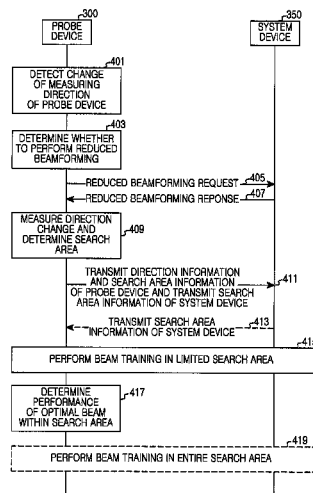 300
350
PROBE
DEVICE
SYSTEM
DEVICE
401
DETECT CHANGE
OF MEASURING
DIRECTION
OF PROBE DEVICE
403
DETERMINE WHETHER
TO PERFORM REDUCED
BEAMFORMING
REDUCED BEAMFORMING REQUEST
405
REDUCED BEAMFORMING REPONSE
407
MEASURE DIRECTION
CHANGE AND
DETERMINE SEARCH
AREA
409
TRANSMIT DIRECTION INFORMATION
AND SEARCH AREA INFORMATION
OF PROBE DEVICE AND TRANSMIT SEARCH
AREA INFORMATION OF SYSTEM DEVICE
411
TRANSMIT SEARCH AREA
INFORMATION OF SYSTEM DEVICE
413
PERFORM BEAM TRAINING IN LIMITED SEARCH AREA
DETERMINE
PERFORMANCE
OF OPTIMAL BEAM
WITHIN SEARCH AREA
417
419
PERFORM BEAM TRAINING IN ENTIRE SEARCH AREA